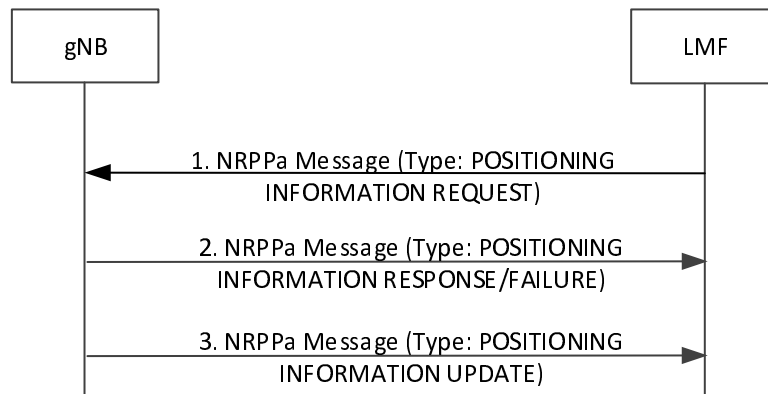 gNB
LMF
1. NRPPa Message (Type: POSITIONING
INFORMATION REQUEST)
2. NRPPa Message (Type: POSITIONING
INFORMATION RESPONSE/FAILURE)
3. NRPPa Message (Type: POSITIONING
INFORMATION UPDATE)